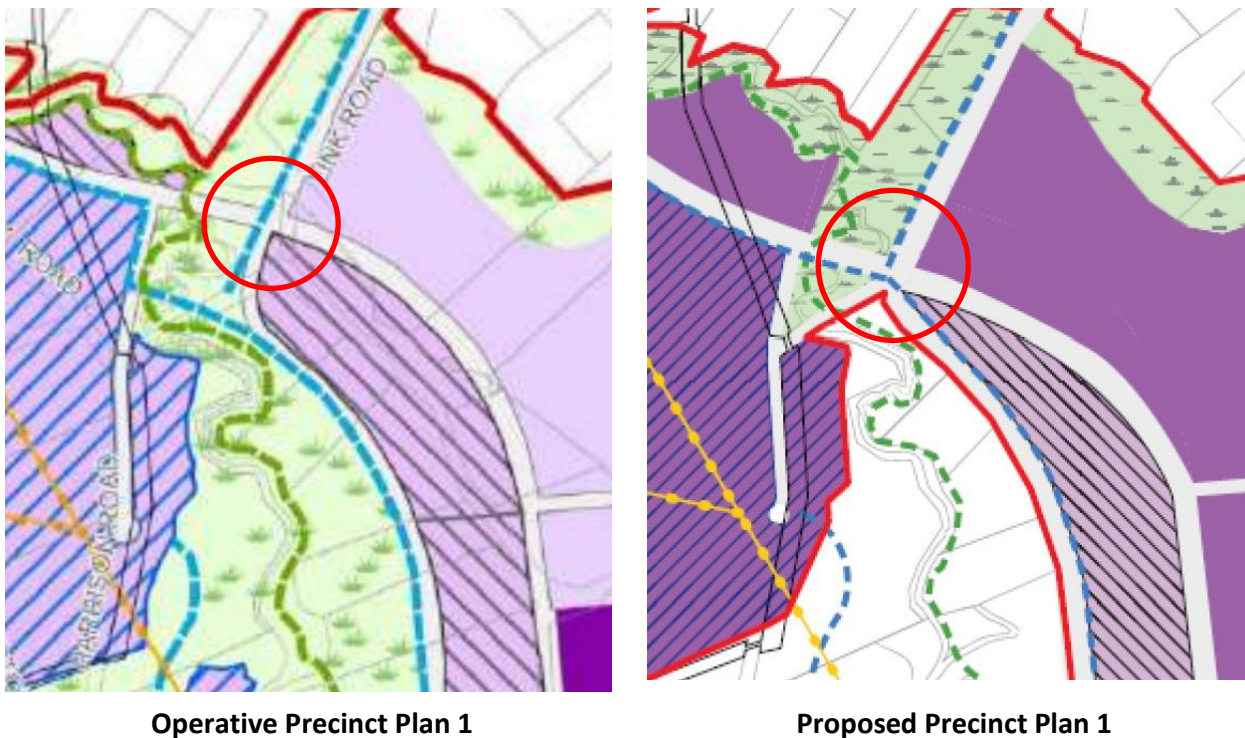 INK ROAD
ROAD
HARRISON ROAD
Operative Precinct Plan 1
Proposed Precinct Plan 1